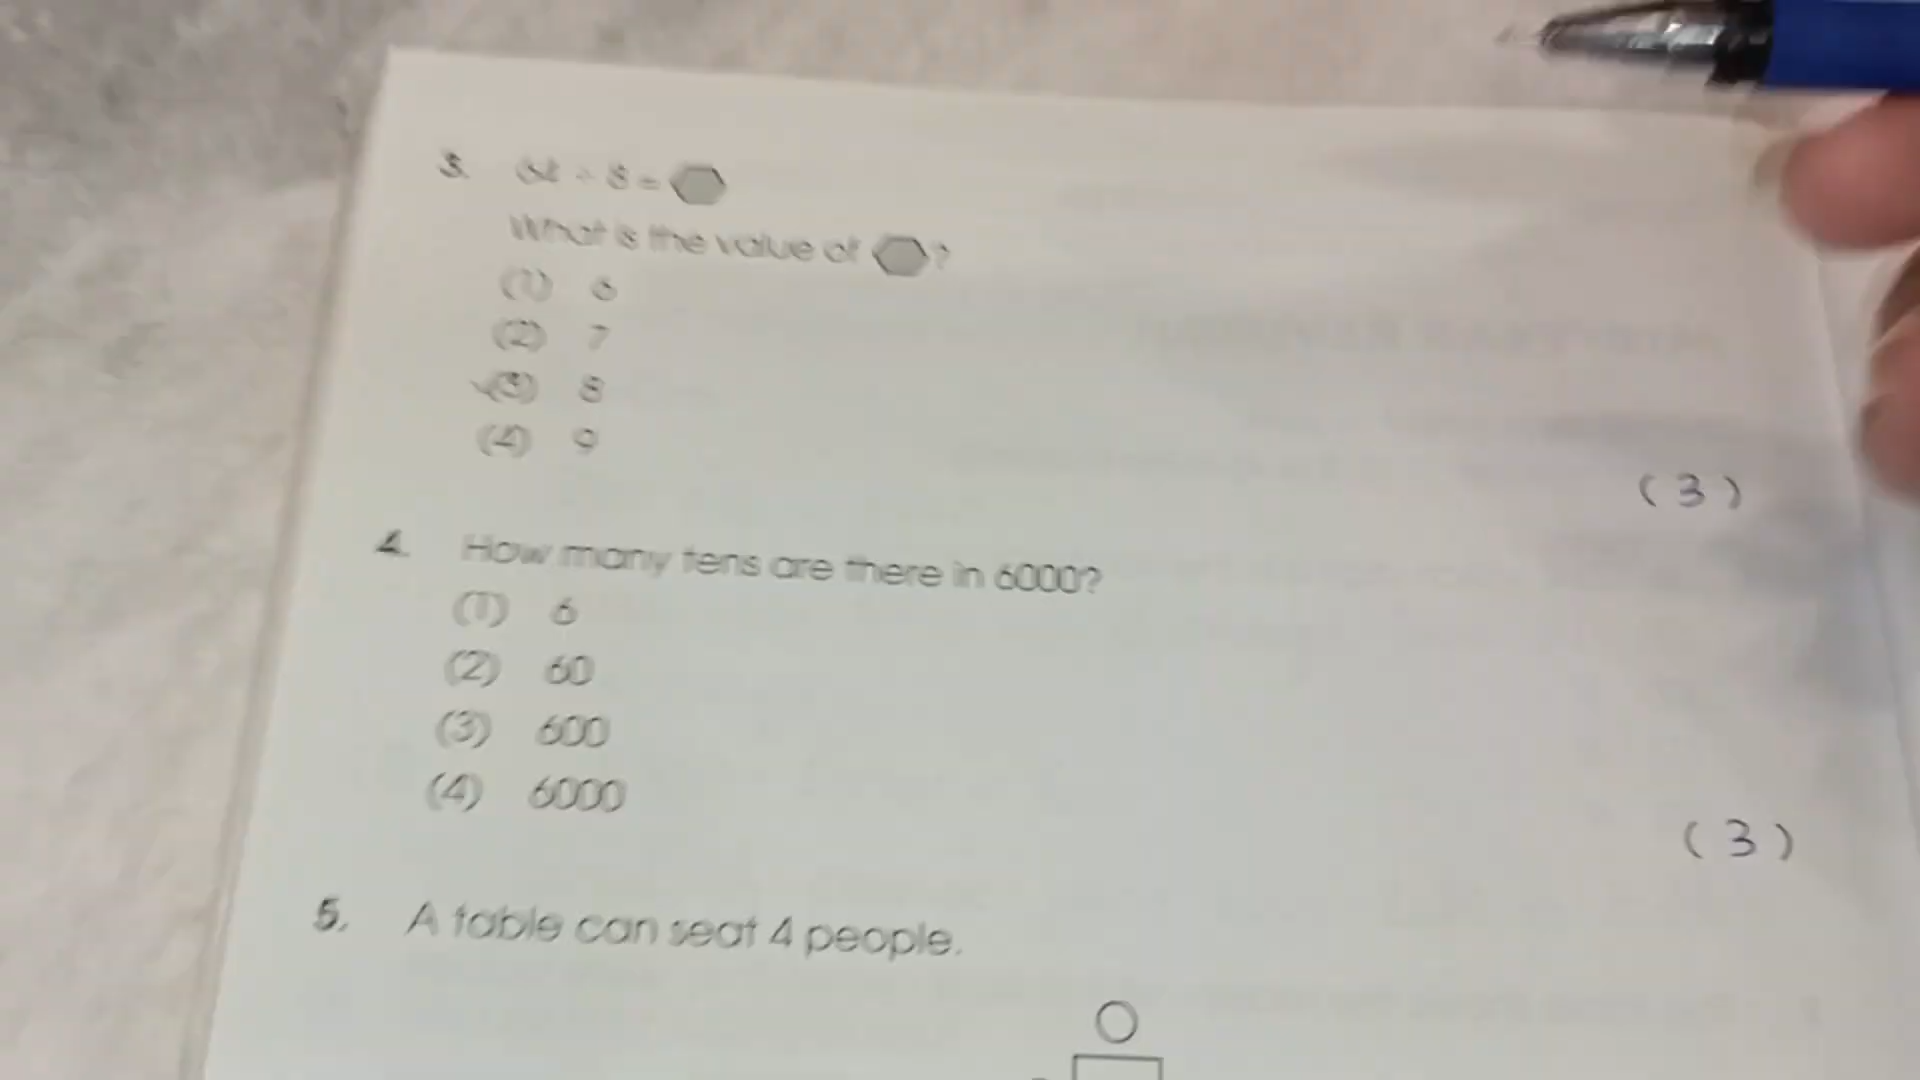 3. 64 ÷ 8 =
What is the value of ?
(1) 6
(2) 7
(3) 8
(4) 9
(3)
4. How many tens are there in 6000?
(1) 6
(2) 60
(3) 600
(4) 6000
(3)
5. A table can seat 4 people.